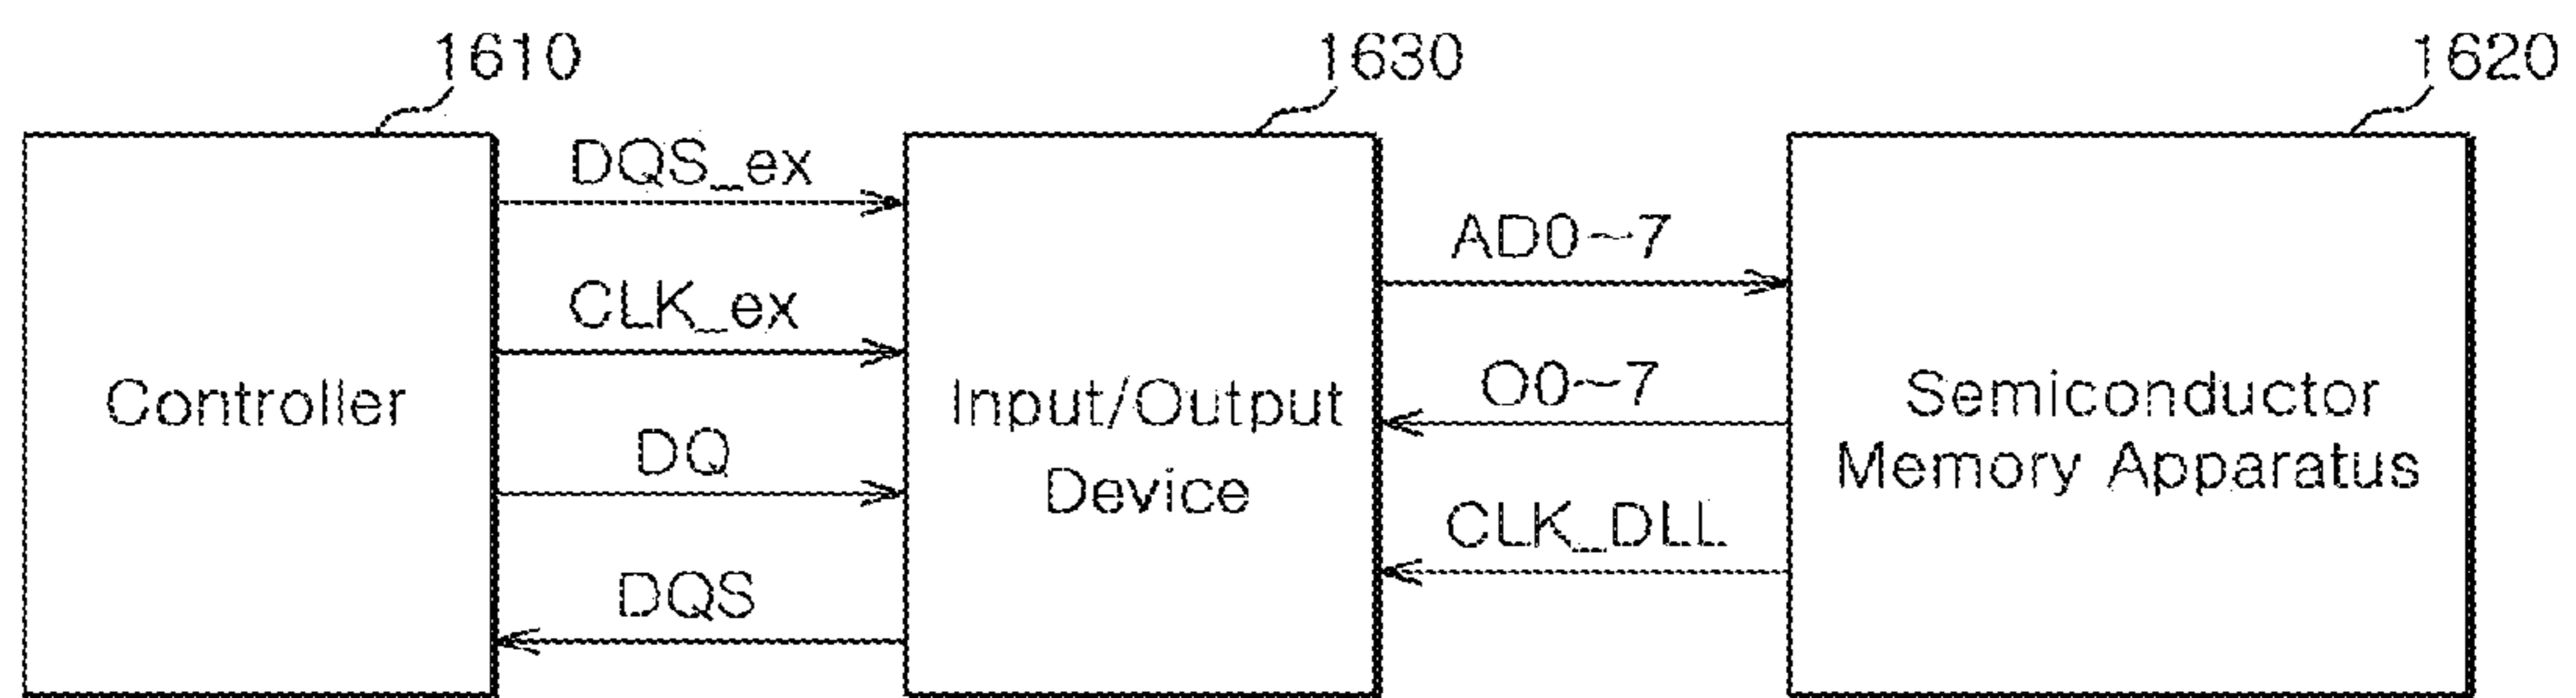 1610
1630
1620
DQS_ex
CLK_ex
DQ
DQS
AD0~7
O0~7
CLK_DLL
Controller
Input/Output
Device
Semiconductor
Memory Apparatus